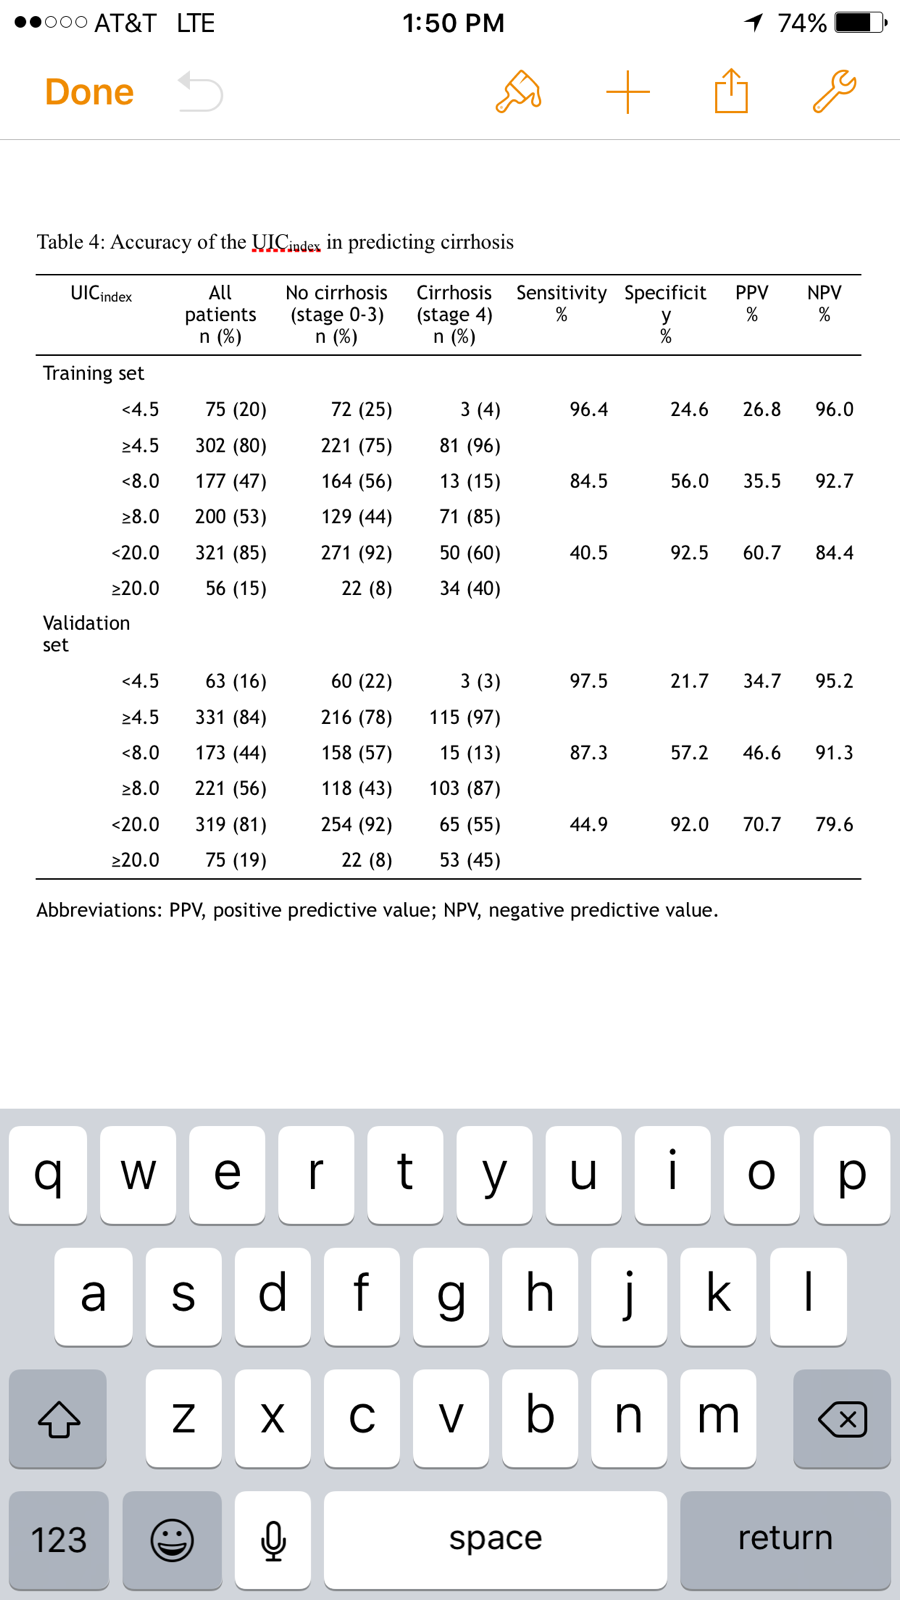 AT&T LTE 1:50 PM 74%
Done
Table 4: Accuracy of the UICindex in predicting cirrhosis
UICindex All patients n (%) No cirrhosis (stage 0-3) n (%) Cirrhosis (stage 4) n (%) Sensitivity % Specificity % PPV % NPV %
Training set
<4.5 75 (20) 72 (25) 3 (4) 96.4 24.6 26.8 96.0
≥4.5 302 (80) 221 (75) 81 (96)
<8.0 177 (47) 164 (56) 13 (15) 84.5 56.0 35.5 92.7
≥8.0 200 (53) 129 (44) 71 (85)
<20.0 321 (85) 271 (92) 50 (60) 40.5 92.5 60.7 84.4
≥20.0 56 (15) 22 (8) 34 (40)
Validation
set
<4.5 63 (16) 60 (22) 3 (3) 97.5 21.7 34.7 95.2
≥4.5 331 (84) 216 (78) 115 (97)
<8.0 173 (44) 158 (57) 15 (13) 87.3 57.2 46.6 91.3
≥8.0 221 (56) 118 (43) 103 (87)
<20.0 319 (81) 254 (92) 65 (55) 44.9 92.0 70.7 79.6
≥20.0 75 (19) 22 (8) 53 (45)
Abbreviations: PPV, positive predictive value; NPV, negative predictive value.
q w e r t y u i o p
a s d f g h j k l
z x c v b n m
123 space return